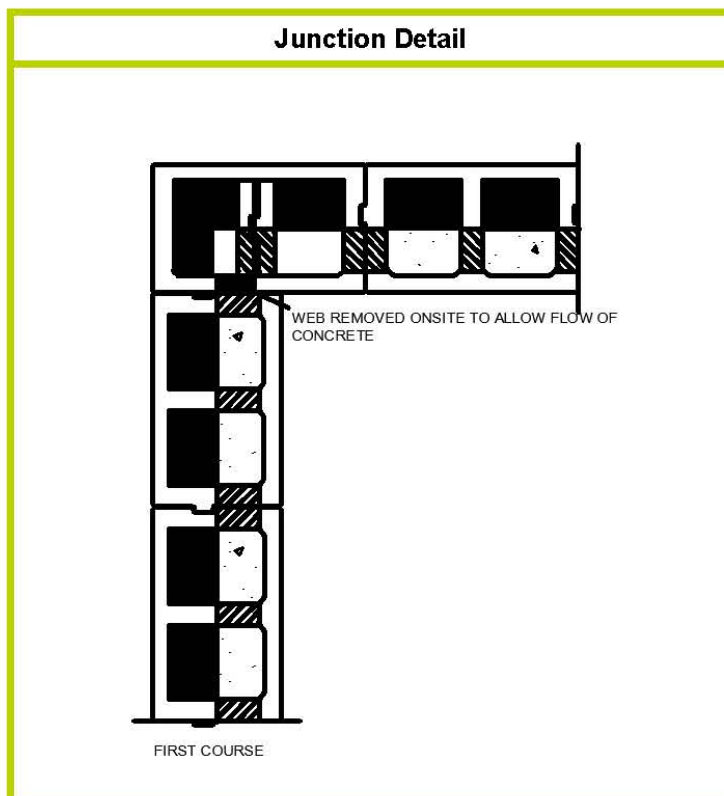 Junction Detail
WEB REMOVED ONSITE TO ALLOW FLOW OF
CONCRETE
FIRST COURSE